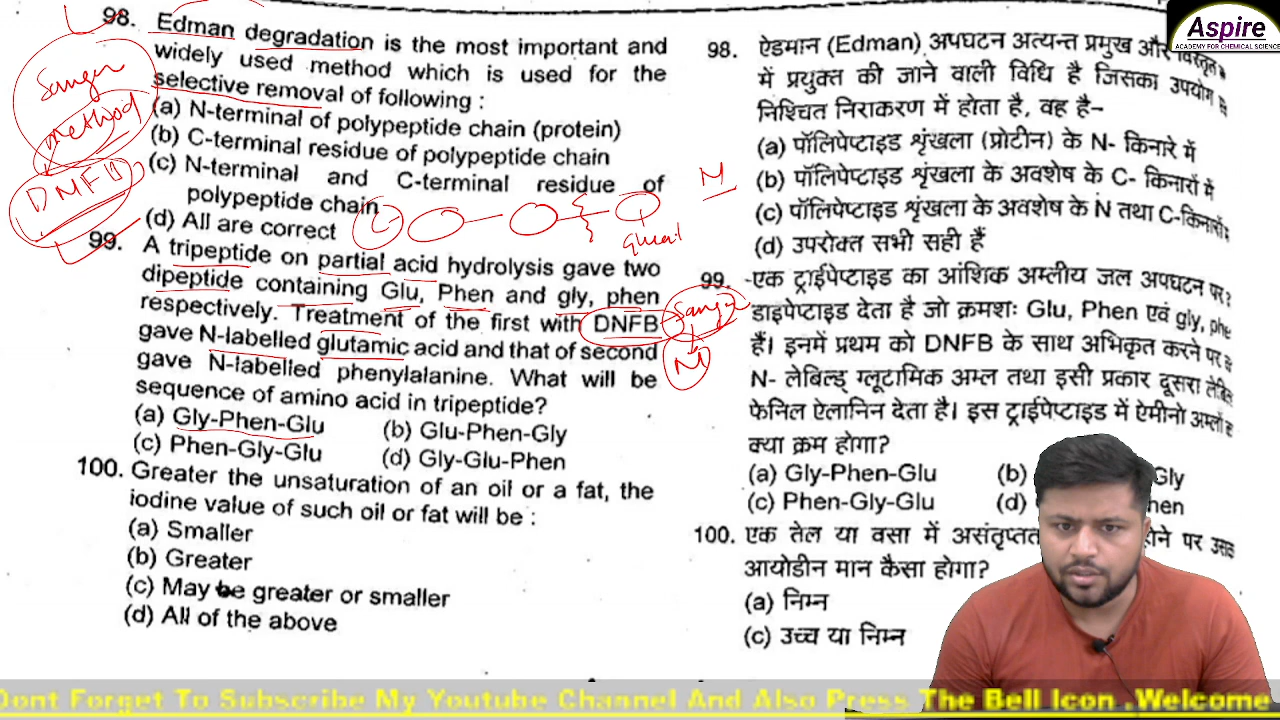 98. Edman degradation is the most important and
widely used method which is used for the
selective removal of following :
(a) N-terminal of polypeptide chain (protein)
(b) C-terminal residue of polypeptide chain
(c) N-terminal and C-terminal residue of
polypeptide chain
(d) All are correct
99. A tripeptide on partial acid hydrolysis gave two
dipeptide containing Glu, Phen and gly, phen
respectively. Treatment of the first with DNFB
gave N-labelled glutamic acid and that of second
gave N-labelled phenylalanine. What will be
sequence of amino acid in tripeptide?
(a) Gly-Phen-Glu (b) Glu-Phen-Gly
(c) Phen-Gly-Glu (d) Gly-Glu-Phen
100. Greater the unsaturation of an oil or a fat, the
iodine value of such oil or fat will be :
(a) Smaller
(b) Greater
(c) May be greater or smaller
(d) All of the above
Sanger
method
DNFB
M
Sanger
N
98. ऐडमान (Edman) अपघटन अत्यन्त प्रमुख और विस्तृत
में प्रयुक्त की जाने वाली विधि है जिसका उपयोग
निश्चित निराकरण में होता है, वह है–
(a) पॉलिपेप्टाइड शृंखला (प्रोटीन) के N- किनारे में
(b) पॉलिपेप्टाइड शृंखला के अवशेष के C- किनारों में
(c) पॉलिपेप्टाइड शृंखला के अवशेष के N तथा C-किनारों
(d) उपरोक्त सभी सही हैं
99. एक ट्राईपेप्टाइड का आंशिक अम्लीय जल अपघटन पर
डाइपेप्टाइड देता है जो क्रमशः Glu, Phen एवं gly, phe
हैं। इनमें प्रथम को DNFB के साथ अभिकृत करने पर
N- लेबिल्ड् ग्लूटामिक अम्ल तथा इसी प्रकार दूसरा
फेनिल ऐलानिन देता है। इस ट्राईपेप्टाइड में ऐमीनो अम्लों
क्या क्रम होगा?
(a) Gly-Phen-Glu (b) Gly
(c) Phen-Gly-Glu (d) hen
100. एक तेल या वसा में असंतृप्तत होने पर उसका
आयोडीन मान कैसा होगा?
(a) निम्न
(c) उच्च या निम्न
Aspire
ACADEMY FOR CHEMICAL SCIENCE
Dont Forget To Subscribe My Youtube Channel And Also Press The Bell Icon .Welcome